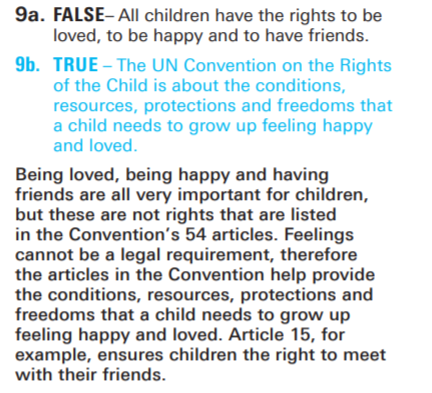 9a. FALSE– All children have the rights to be
loved, to be happy and to have friends.
9b. TRUE – The UN Convention on the Rights
of the Child is about the conditions,
resources, protections and freedoms that
a child needs to grow up feeling happy
and loved.
Being loved, being happy and having
friends are all very important for children,
but these are not rights that are listed
in the Convention's 54 articles. Feelings
cannot be a legal requirement, therefore
the articles in the Convention help provide
the conditions, resources, protections and
freedoms that a child needs to grow up
feeling happy and loved. Article 15, for
example, ensures children the right to meet
with their friends.